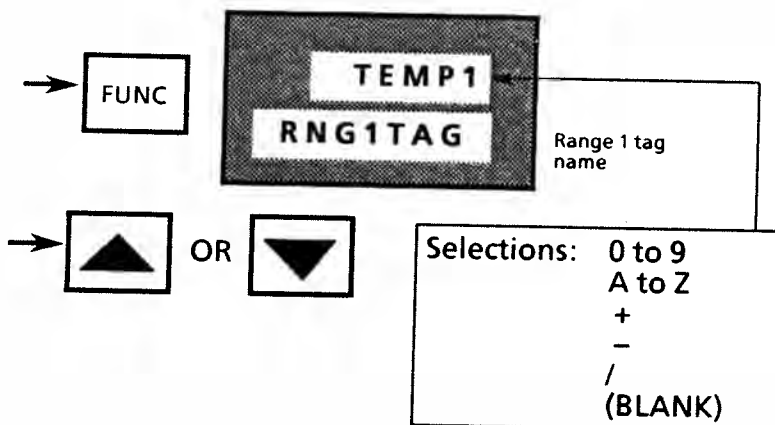 FUNC
TEMP1
RNG1TAG
Range 1 tag
name
OR
Selections: 0 to 9
A to Z
+
–
/
(BLANK)